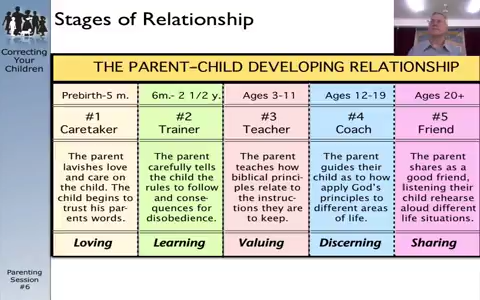 Stages of Relationship
Correcting
Your
Children
THE PARENT–CHILD DEVELOPING RELATIONSHIP
Prebirth-5 m.
6m.- 2 1/2 y.
Ages 3-11
Ages 12-19
Ages 20+
#1
Caretaker
#2
Trainer
#3
Teacher
#4
Coach
#5
Friend
The parent
lavishes love
and care on
the child. The
child begins to
trust his par-
ents words.
The parent
carefully tells
the child the
rules to follow
and conse-
quences for
disobedience.
The parent
teaches how
biblical princi-
ples relate to
the instruc-
tions they are
to keep.
The parent
guides their
child as to how
apply God's
principles to
different areas
of life.
The parent
shares as a
good friend,
listening their
child rehearse
aloud different
life situations.
Loving
Learning
Valuing
Discerning
Sharing
Parenting
Session
#6